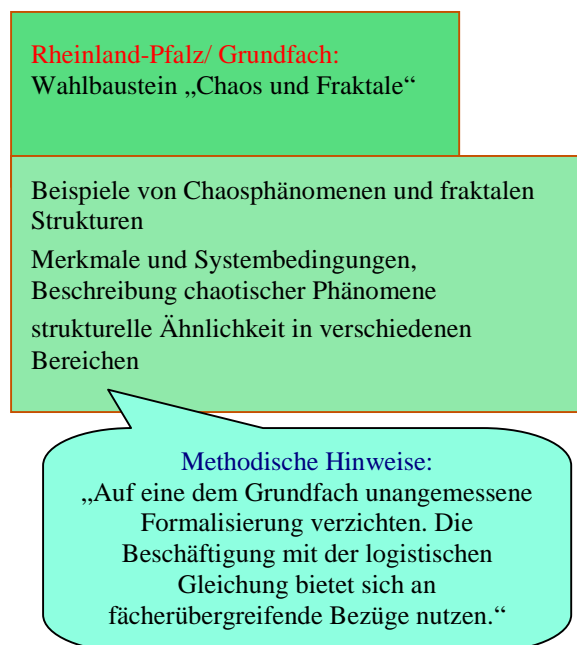 Rheinland-Pfalz/ Grundfach:
Wahlbaustein „Chaos und Fraktale“
Beispiele von Chaosphänomenen und fraktalen
Strukturen
Merkmale und Systembedingungen,
Beschreibung chaotischer Phänomene
strukturelle Ähnlichkeit in verschiedenen
Bereichen
Methodische Hinweise:
„Auf eine dem Grundfach unangemessene
Formalisierung verzichten. Die
Beschäftigung mit der logistischen
Gleichung bietet sich an
fächerübergreifende Bezüge nutzen.“